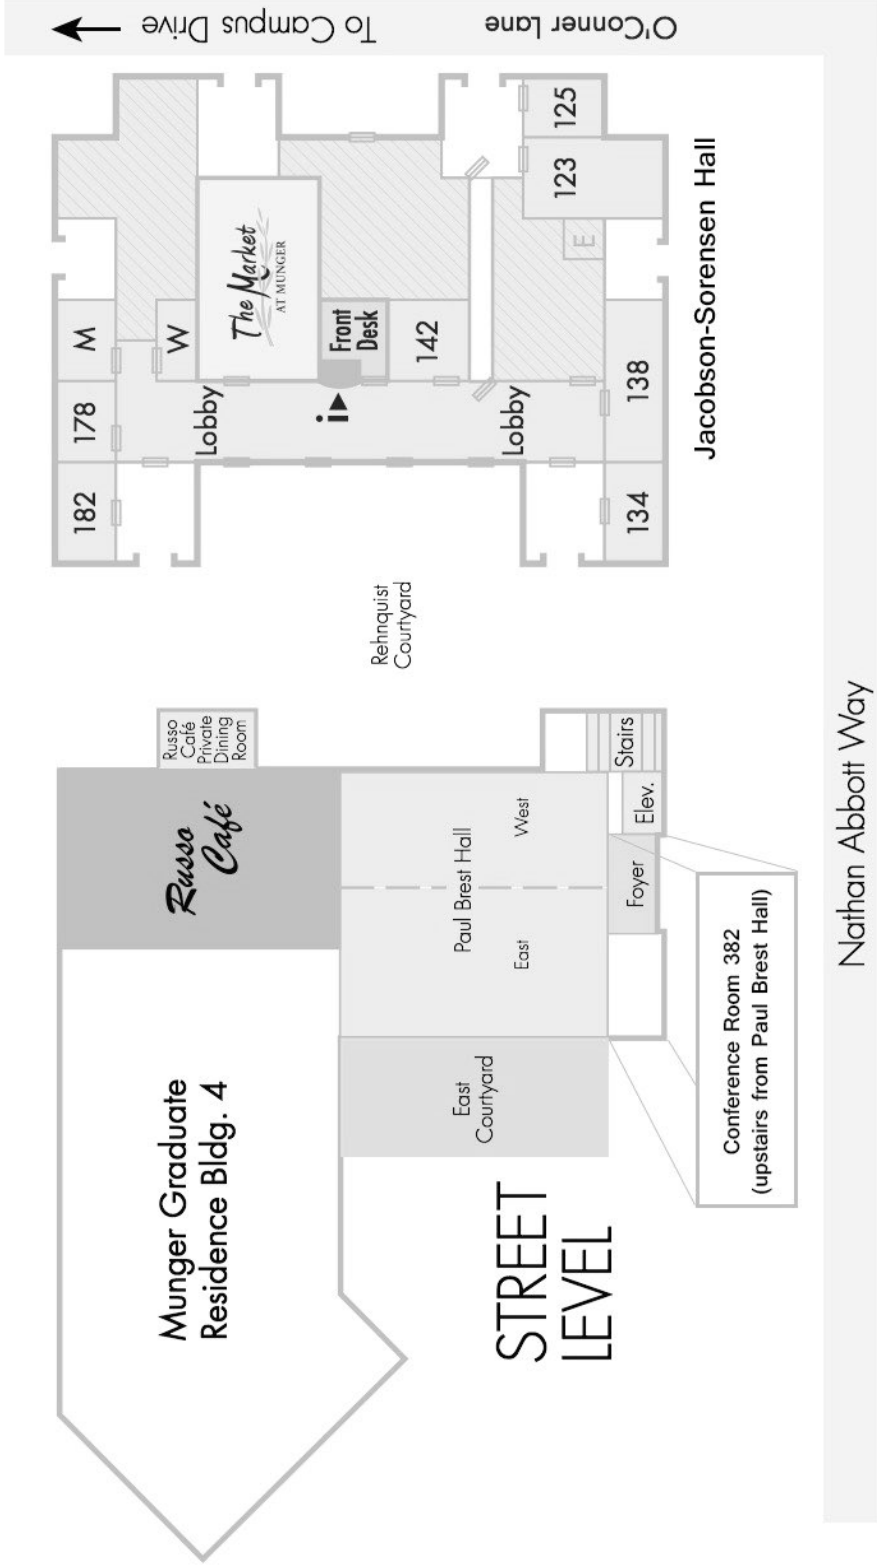 Munger Graduate
Residence Bldg. 4
Russo
Café
Russo
Café
Private
Dining
Room
East
Courtyard
Paul Brest Hall
East
West
Foyer
Elev.
Stairs
STREET
LEVEL
Conference Room 382
(upstairs from Paul Brest Hall)
Rehnquist
Courtyard
182
178
M
W
Lobby
The Market
AT MUNGER
i
Front
Desk
142
Lobby
E
134
138
123
125
Jacobson-Sorensen Hall
Nathan Abbott Way
To Campus Drive
O'Conner Lane